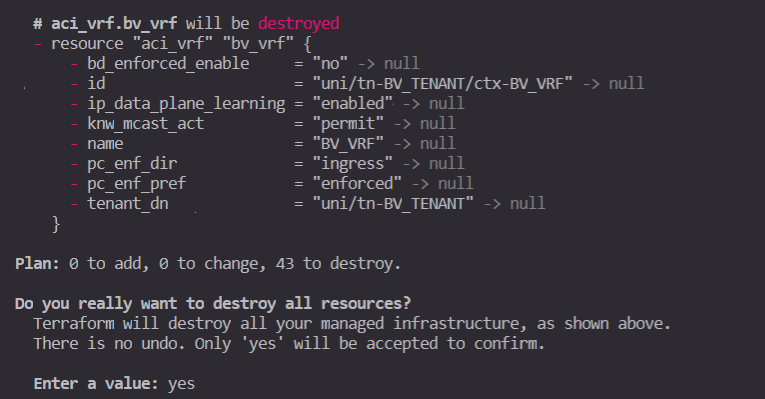 # aci_vrf.bv_vrf will be destroyed
- resource "aci_vrf" "bv_vrf" {
- bd_enforced_enable = "no" -> null
- id = "uni/tn-BV_TENANT/ctx-BV_VRF" -> null
- ip_data_plane_learning = "enabled" -> null
- knw_mcast_act = "permit" -> null
- name = "BV_VRF" -> null
- pc_enf_dir = "ingress" -> null
- pc_enf_pref = "enforced" -> null
- tenant_dn = "uni/tn-BV_TENANT" -> null
}
Plan: 0 to add, 0 to change, 43 to destroy.
Do you really want to destroy all resources?
Terraform will destroy all your managed infrastructure, as shown above.
There is no undo. Only 'yes' will be accepted to confirm.
Enter a value: yes